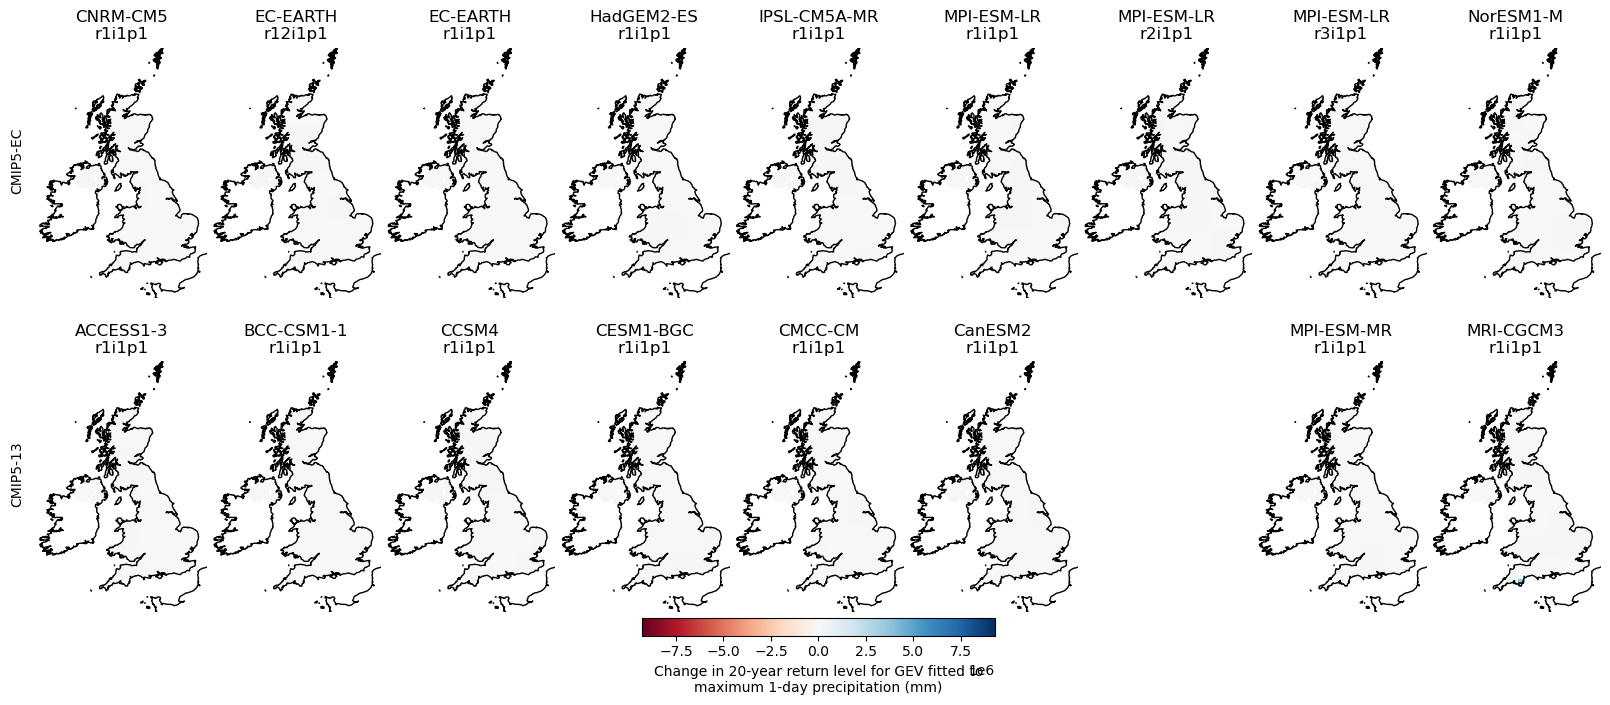 CNRM-CM5 EC-EARTH EC-EARTH HadGEM2-ES IPSL-CM5A-MR MPI-ESM-LR MPI-ESM-LR MPI-ESM-LR NorESM1-M
r1i1p1 r12i1p1 r1i1p1 r1i1p1 r1i1p1 r1i1p1 r2i1p1 r3i1p1 r1i1p1
CMIP5-EC
ACCESS1-3 BCC-CSM1-1 CCSM4 CESM1-BGC CMCC-CM CanESM2 MPI-ESM-MR MRI-CGCM3
r1i1p1 r1i1p1 r1i1p1 r1i1p1 r1i1p1 r1i1p1 r1i1p1 r1i1p1
CMIP5-13
−7.5 −5.0 −2.5 0.0 2.5 5.0 7.5
1e6
Change in 20-year return level for GEV fitted to
maximum 1-day precipitation (mm)